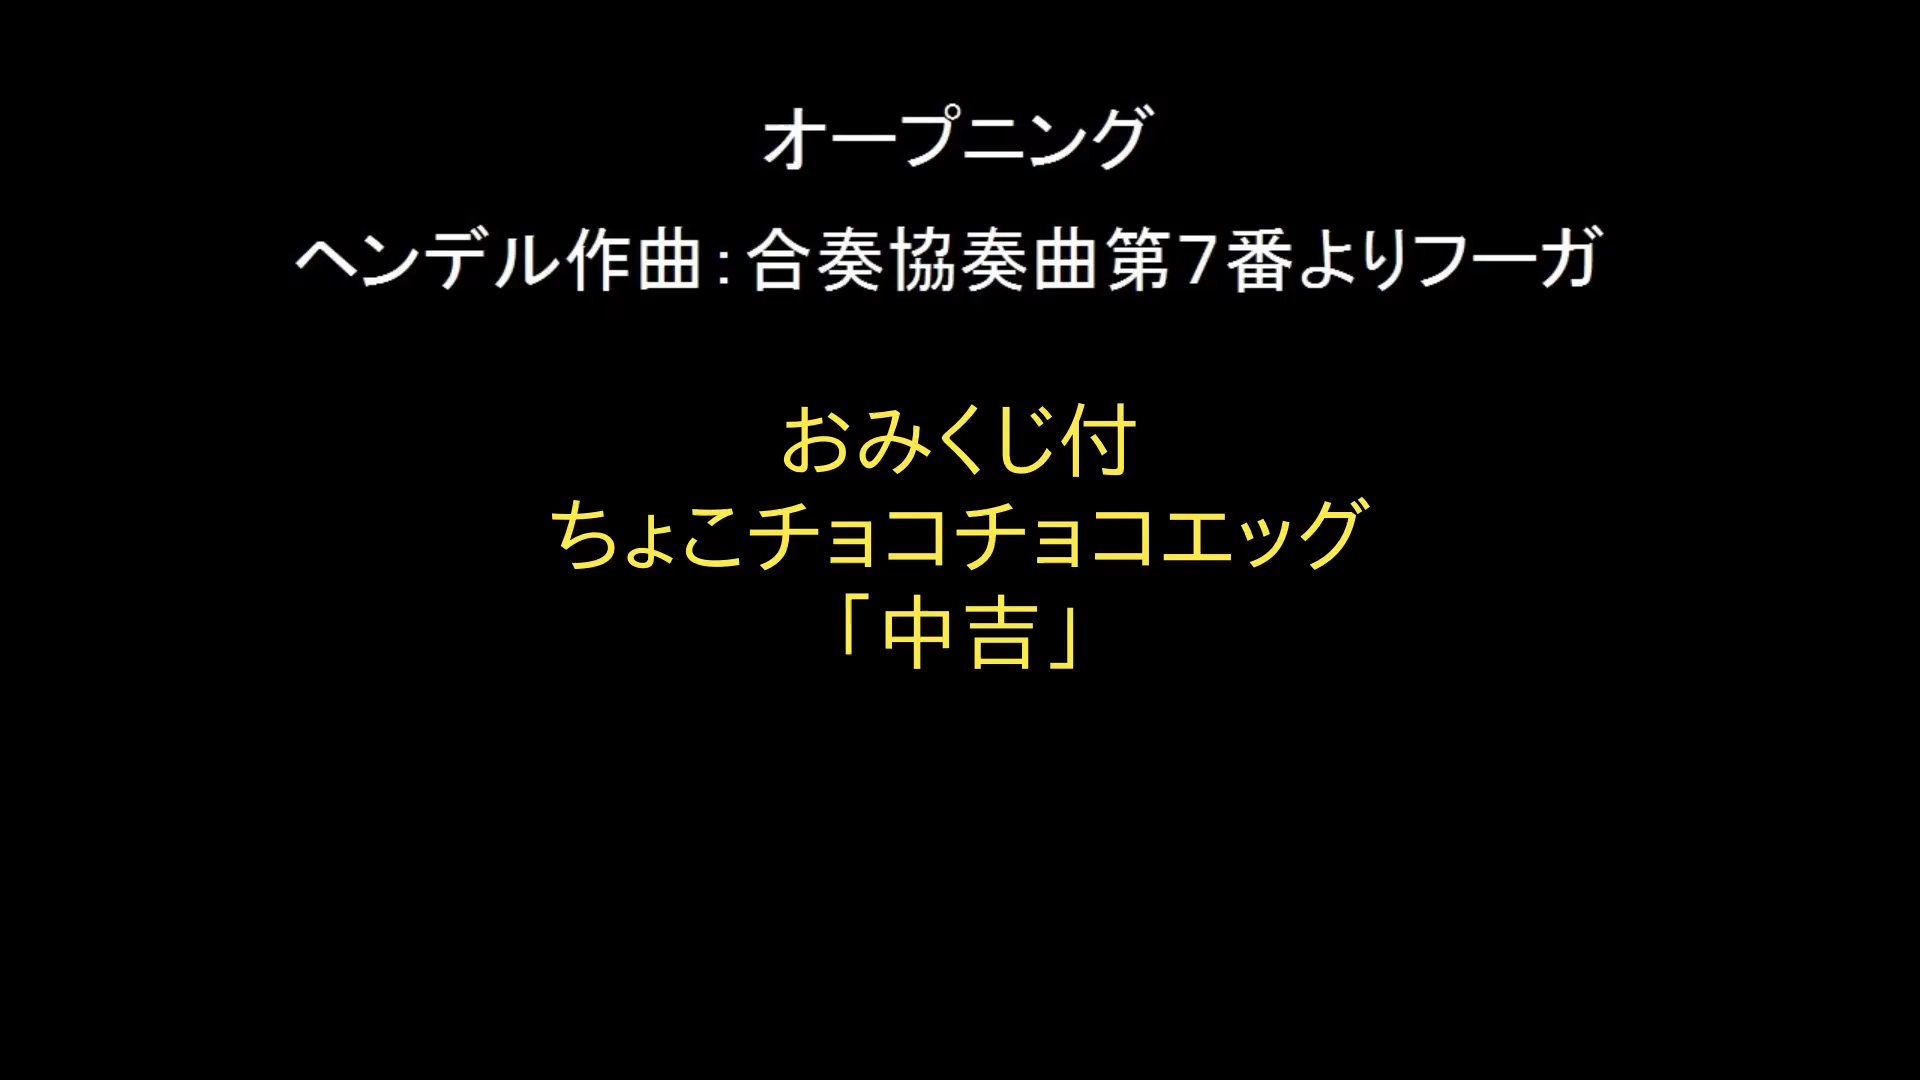 オープニング
ヘンデル作曲：合奏協奏曲第７番よりフーガ
おみくじ付
ちょこチョコチョコエッグ
「中吉」